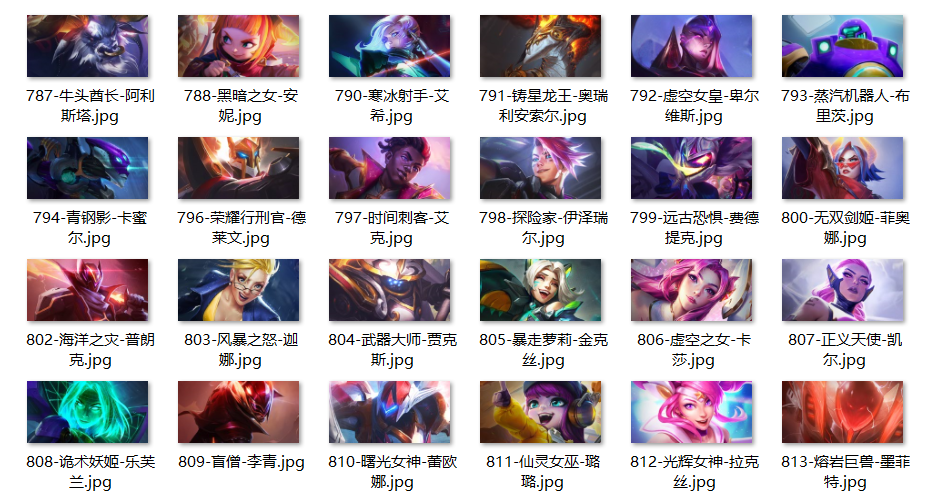 787-牛头酋长-阿利
斯塔.jpg
788-黑暗之女-安
妮.jpg
790-寒冰射手-艾
希.jpg
791-铸星龙王-奥瑞
利安索尔.jpg
792-虚空女皇-卑尔
维斯.jpg
793-蒸汽机器人-布
里茨.jpg
794-青钢影-卡蜜
尔.jpg
796-荣耀行刑官-德
莱文.jpg
797-时间刺客-艾
克.jpg
798-探险家-伊泽瑞
尔.jpg
799-远古恐惧-费德
提克.jpg
800-无双剑姬-菲奥
娜.jpg
802-海洋之灾-普朗
克.jpg
803-风暴之怒-迦
娜.jpg
804-武器大师-贾克
斯.jpg
805-暴走萝莉-金克
丝.jpg
806-虚空之女-卡
莎.jpg
807-正义天使-凯
尔.jpg
808-诡术妖姬-乐芙
兰.jpg
809-盲僧-李青.jpg
810-曙光女神-蕾欧
娜.jpg
811-仙灵女巫-璐
璐.jpg
812-光辉女神-拉克
丝.jpg
813-熔岩巨兽-墨菲
特.jpg